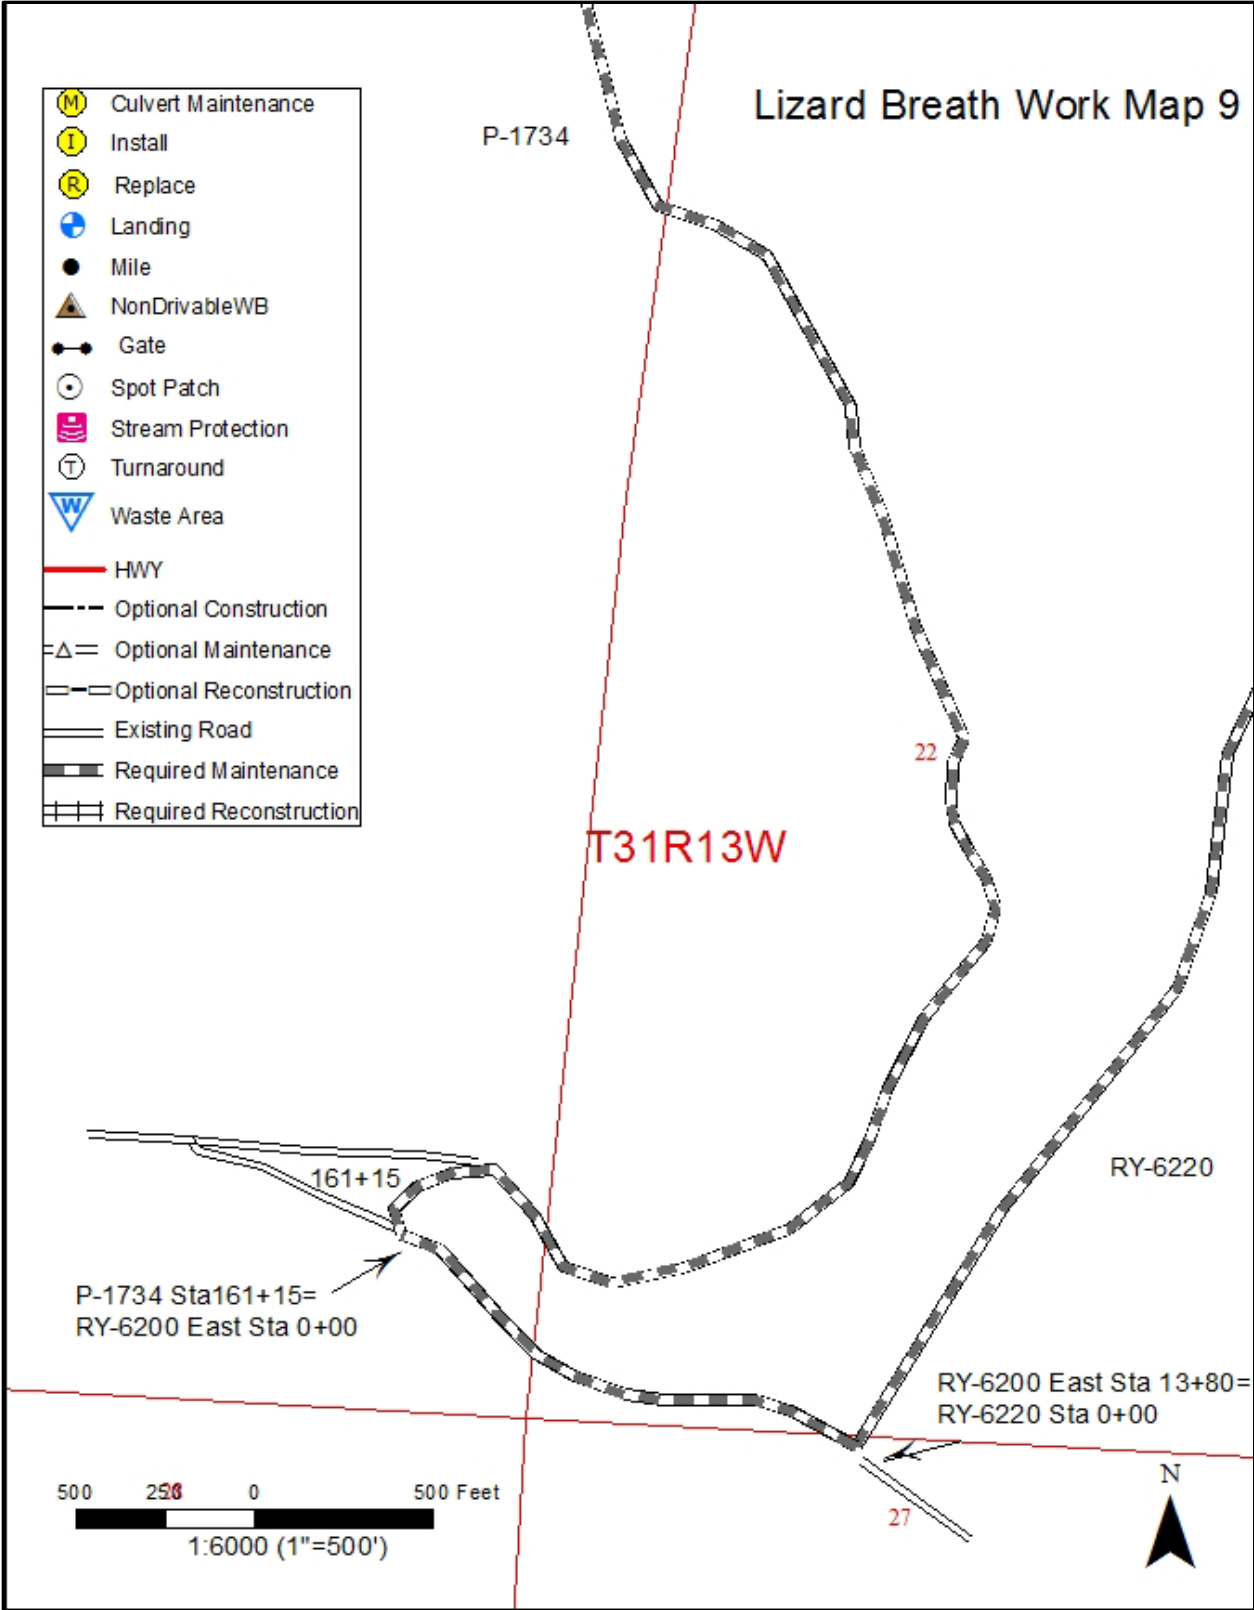 Lizard Breath Work Map 9
M Culvert Maintenance
I Install
R Replace
Landing
Mile
NonDrivableWB
Gate
Spot Patch
Stream Protection
T Turnaround
W Waste Area
HWY
Optional Construction
Optional Maintenance
Optional Reconstruction
Existing Road
Required Maintenance
Required Reconstruction
P-1734
22
T31R13W
161+15
RY-6220
P-1734 Sta161+15=
RY-6200 East Sta 0+00
RY-6200 East Sta 13+80=
RY-6220 Sta 0+00
27
N
500 250 0 500 Feet
1:6000 (1"=500')